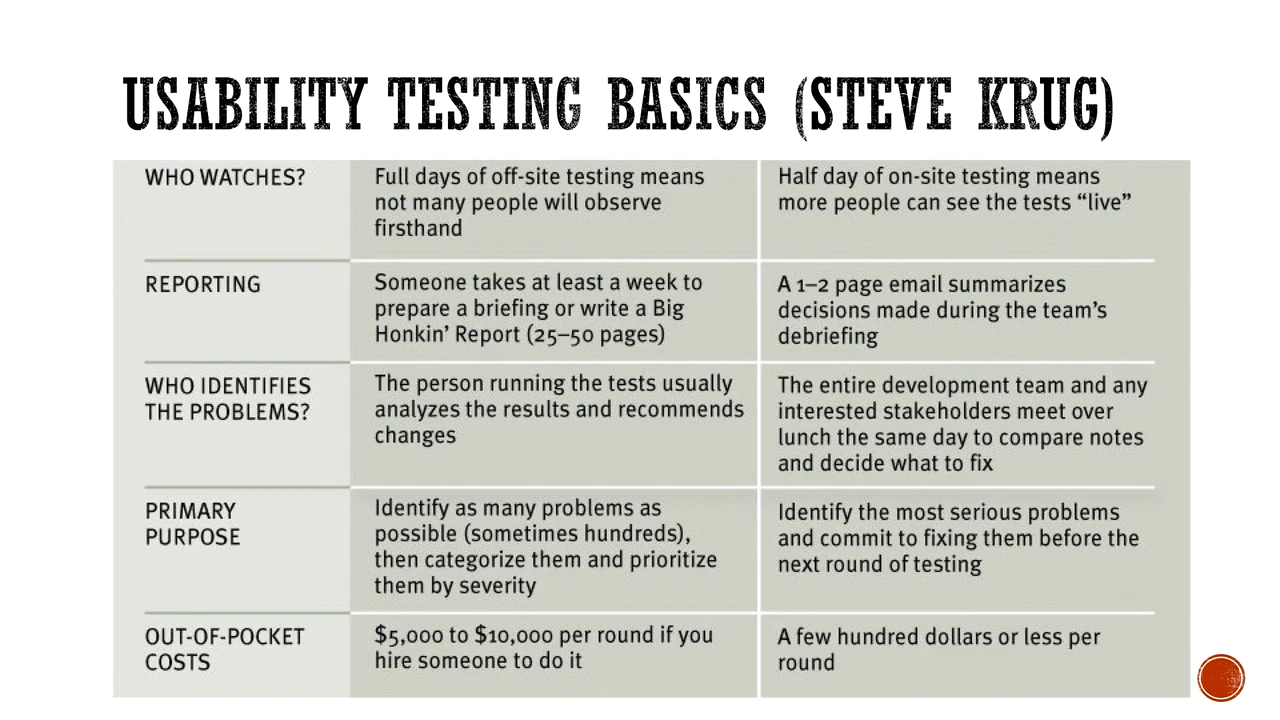 USABILITY TESTING BASICS (STEVE KRUG)
WHO WATCHES?
Full days of off-site testing means
not many people will observe
firsthand
Half day of on-site testing means
more people can see the tests “live”
REPORTING
Someone takes at least a week to
prepare a briefing or write a Big
Honkin’ Report (25–50 pages)
A 1–2 page email summarizes
decisions made during the team’s
debriefing
WHO IDENTIFIES
THE PROBLEMS?
The person running the tests usually
analyzes the results and recommends
changes
The entire development team and any
interested stakeholders meet over
lunch the same day to compare notes
and decide what to fix
PRIMARY
PURPOSE
Identify as many problems as
possible (sometimes hundreds),
then categorize them and prioritize
them by severity
Identify the most serious problems
and commit to fixing them before the
next round of testing
OUT-OF-POCKET
COSTS
$5,000 to $10,000 per round if you
hire someone to do it
A few hundred dollars or less per
round